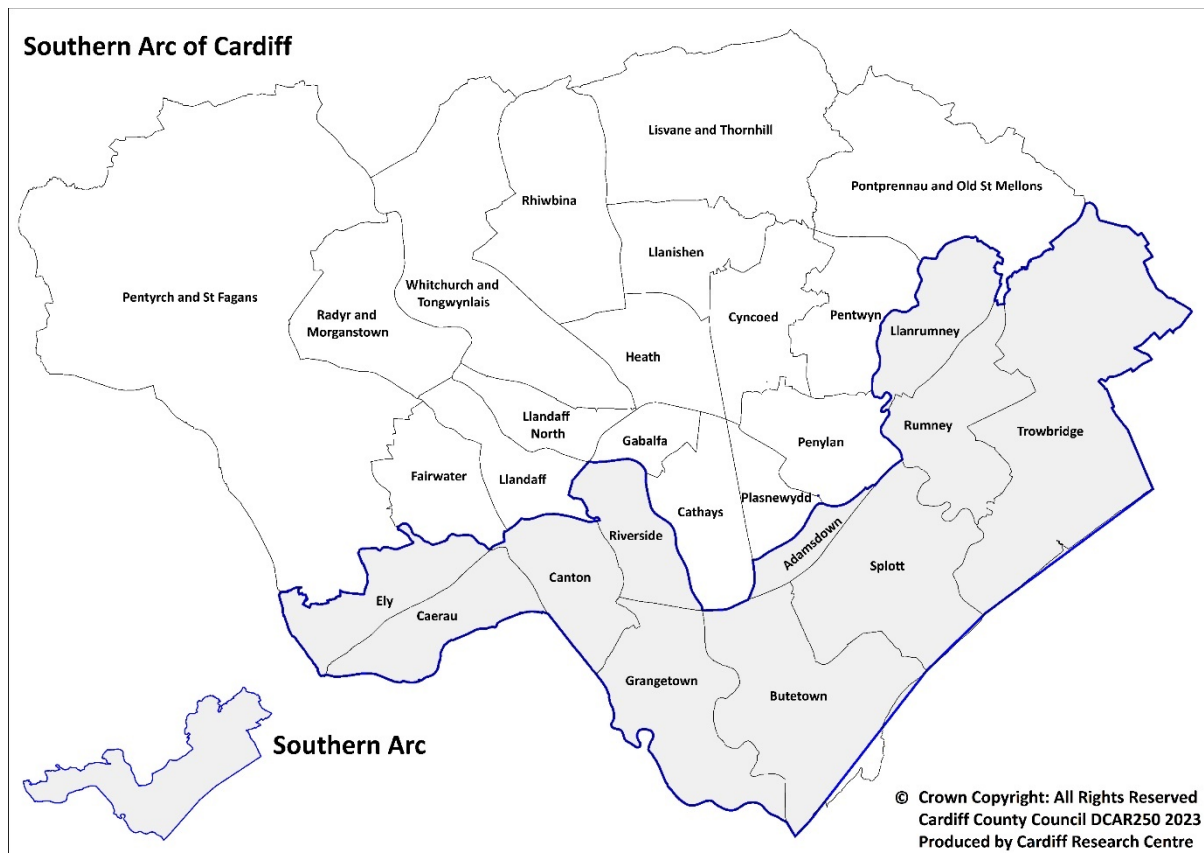 Southern Arc of Cardiff
Lisvane and Thornhill
Pontprennau and Old St Mellons
Rhiwbina
Llanishen
Whitchurch and
Tongwynlais
Pentyrch and St Fagans
Radyr and
Morganstown
Cyncoed
Pentwyn
Llanrumney
Heath
Llandaff
North
Gabalfa
Penylan
Rumney
Trowbridge
Fairwater
Llandaff
Plasnewydd
Cathays
Riverside
Adamsdown
Splott
Canton
Ely
Caerau
Grangetown
Butetown
Southern Arc
© Crown Copyright: All Rights Reserved
Cardiff County Council DCAR250 2023
Produced by Cardiff Research Centre